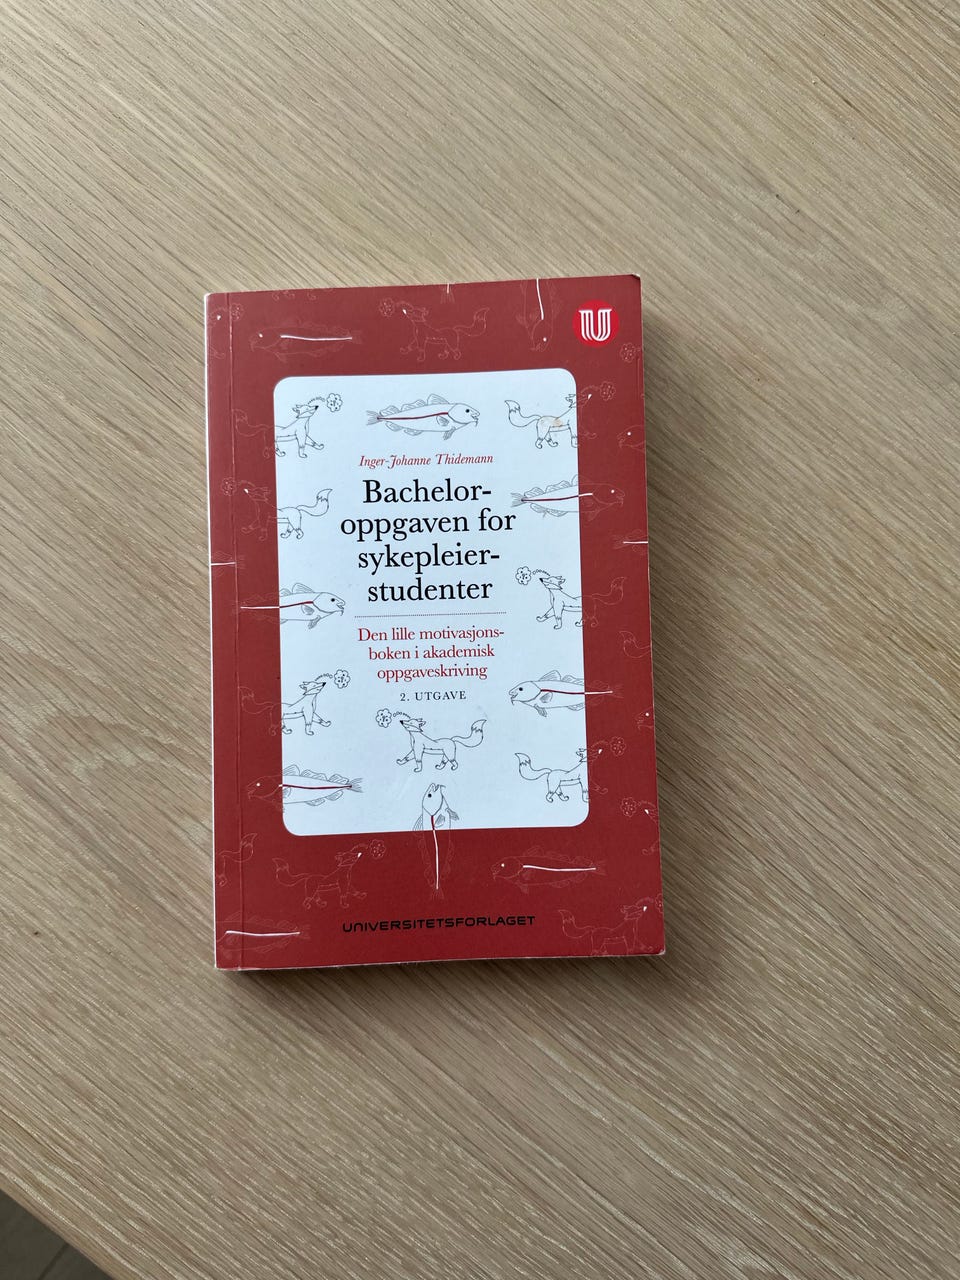 Inger-Johanne Thidemann
Bachelor-
oppgaven for
sykepleier-
studenter
Den lille motivasjons-
boken i akademisk
oppgaveskriving
2. UTGAVE
UNIVERSITETSFORLAGET